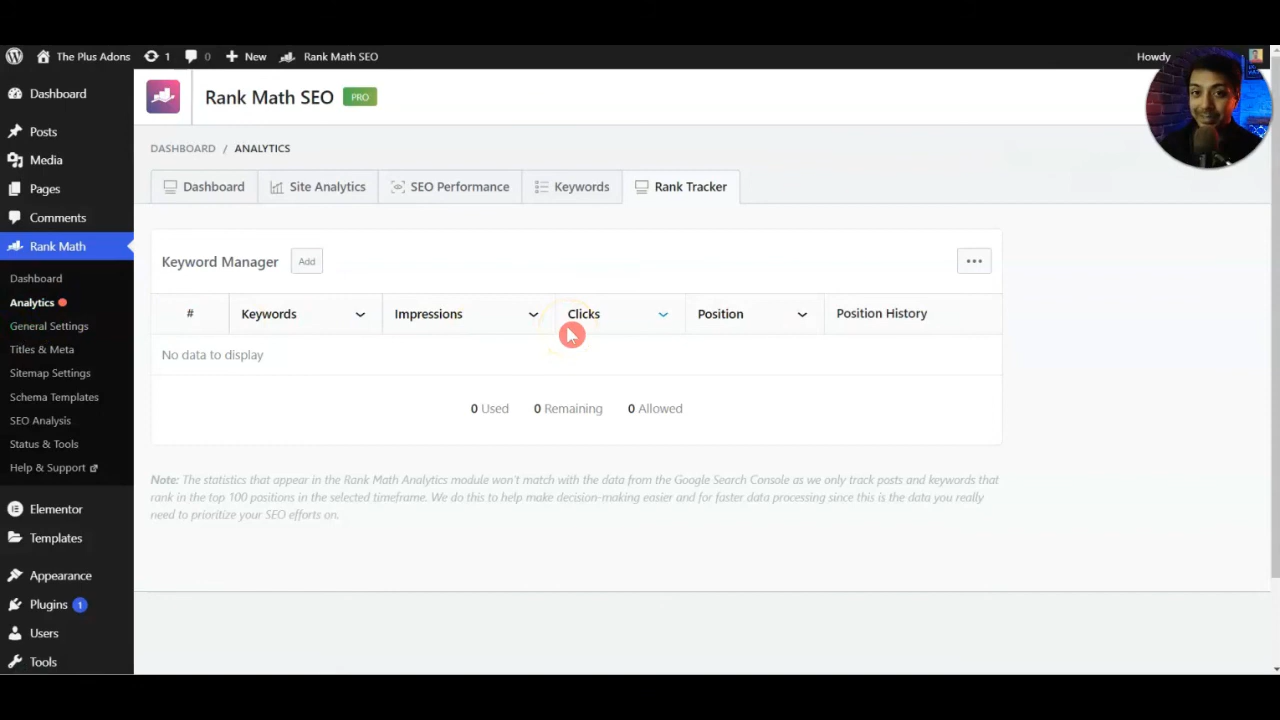 The Plus Adons 1 0 New Rank Math SEO Howdy
Dashboard
Posts
Media
Pages
Comments
Rank Math
Dashboard
Analytics
General Settings
Titles & Meta
Sitemap Settings
Schema Templates
SEO Analysis
Status & Tools
Help & Support
Elementor
Templates
Appearance
Plugins 1
Users
Tools
Rank Math SEO PRO
DASHBOARD / ANALYTICS
Dashboard Site Analytics SEO Performance Keywords Rank Tracker
Keyword Manager Add
# Keywords Impressions Clicks Position Position History
No data to display
0 Used 0 Remaining 0 Allowed
Note: The statistics that appear in the Rank Math Analytics module won't match with the data from the Google Search Console as we only track posts and keywords that
rank in the top 100 positions in the selected timeframe. We do this to help make decision-making easier and for faster data processing since this is the data you really
need to prioritize your SEO efforts on.